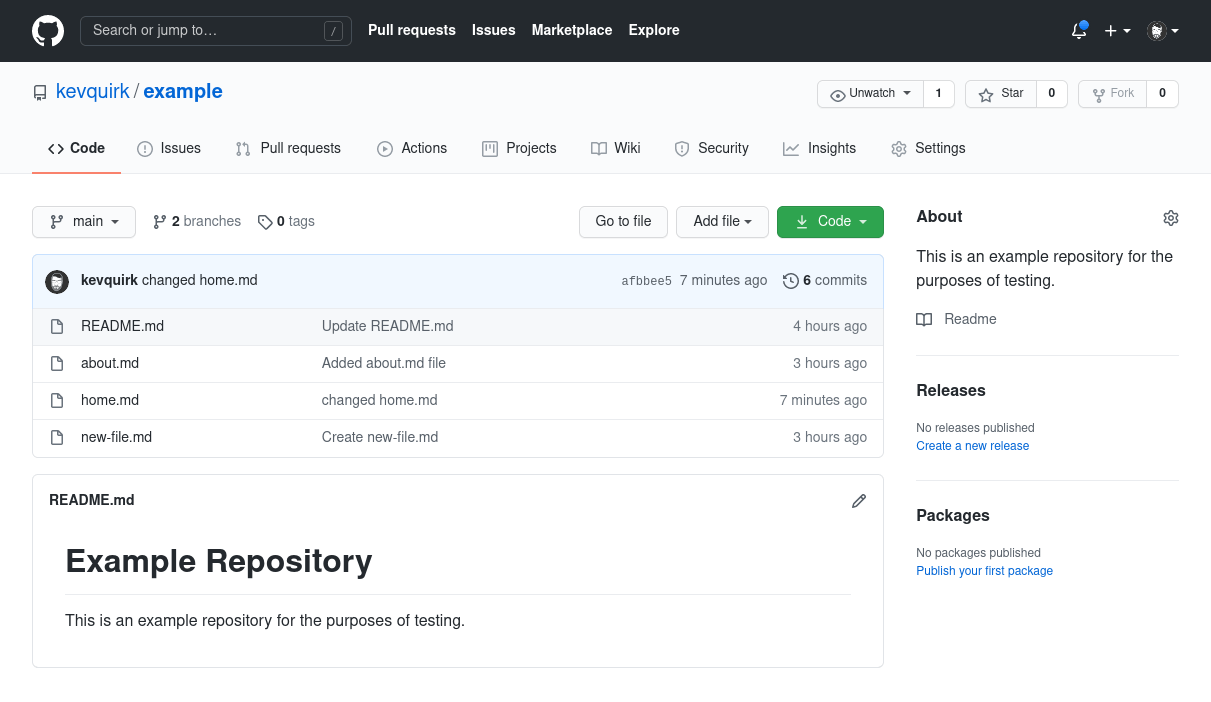 Search or jump to… / Pull requests Issues Marketplace Explore
kevquirk / example Unwatch 1 Star 0 Fork 0
Code Issues Pull requests Actions Projects Wiki Security Insights Settings
main 2 branches 0 tags Go to file Add file Code
kevquirk changed home.md afbbee5 7 minutes ago 6 commits
README.md Update README.md 4 hours ago
about.md Added about.md file 3 hours ago
home.md changed home.md 7 minutes ago
new-file.md Create new-file.md 3 hours ago
README.md
Example Repository
This is an example repository for the purposes of testing.
About
This is an example repository for the
purposes of testing.
Readme
Releases
No releases published
Create a new release
Packages
No packages published
Publish your first package